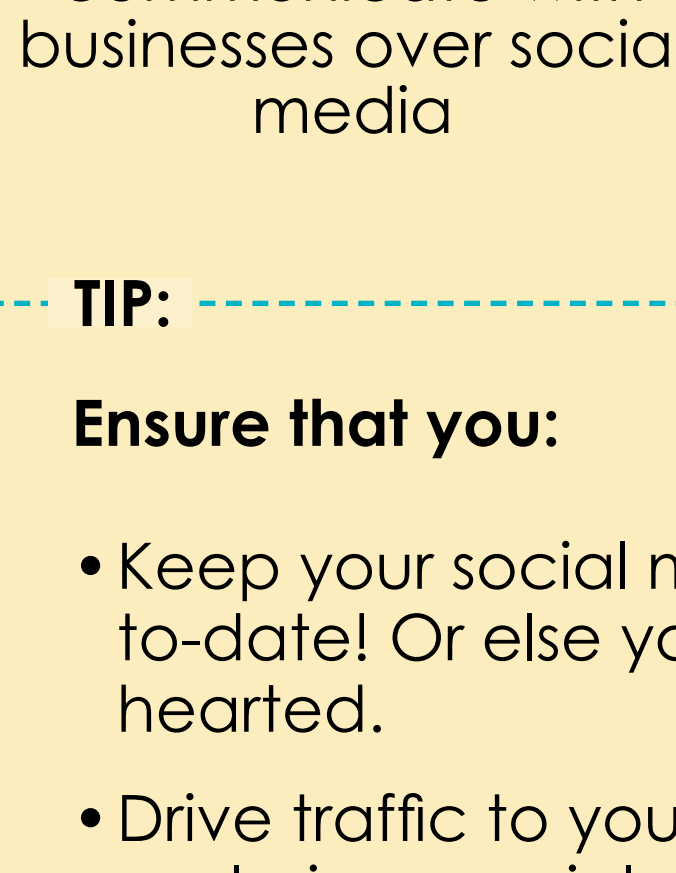 businesses over socia
media
TIP:
Ensure that you:
• Keep your social
to-date! Or else
hearted.
• Drive traffic to you